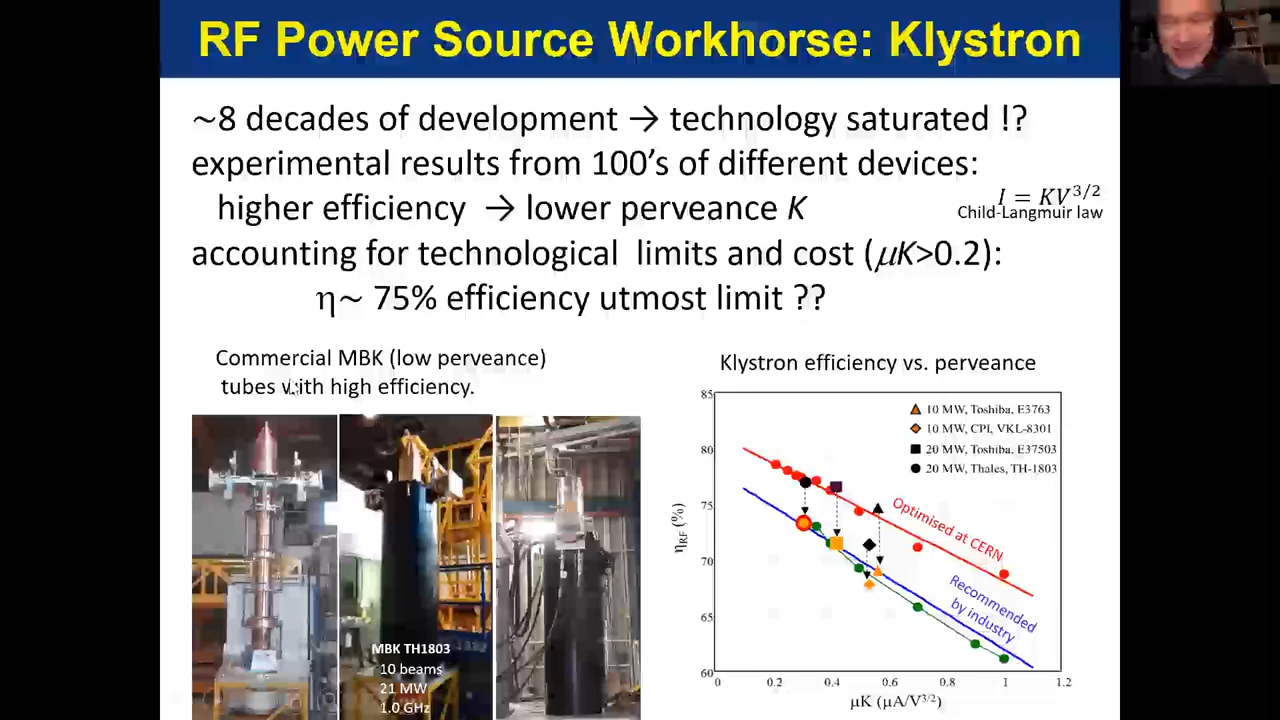 RF Power Source Workhorse: Klystron
~8 decades of development → technology saturated !?
experimental results from 100’s of different devices:
higher efficiency → lower perveance K
I = KV^3/2
Child-Langmuir law
accounting for technological limits and cost (μK>0.2):
η~ 75% efficiency utmost limit ??
Commercial MBK (low perveance)
tubes with high efficiency.
MBK TH1803
10 beams
21 MW
1.0 GHz
Klystron efficiency vs. perveance
10 MW, Toshiba, E3763
10 MW, CPI, VKL-8301
20 MW, Toshiba, E37503
20 MW, Thales, TH-1803
Optimised at CERN
Recommended
by industry
η_RF (%)
85
80
75
70
65
60
0 0.2 0.4 0.6 0.8 1 1.2
μK (μA/V^3/2)